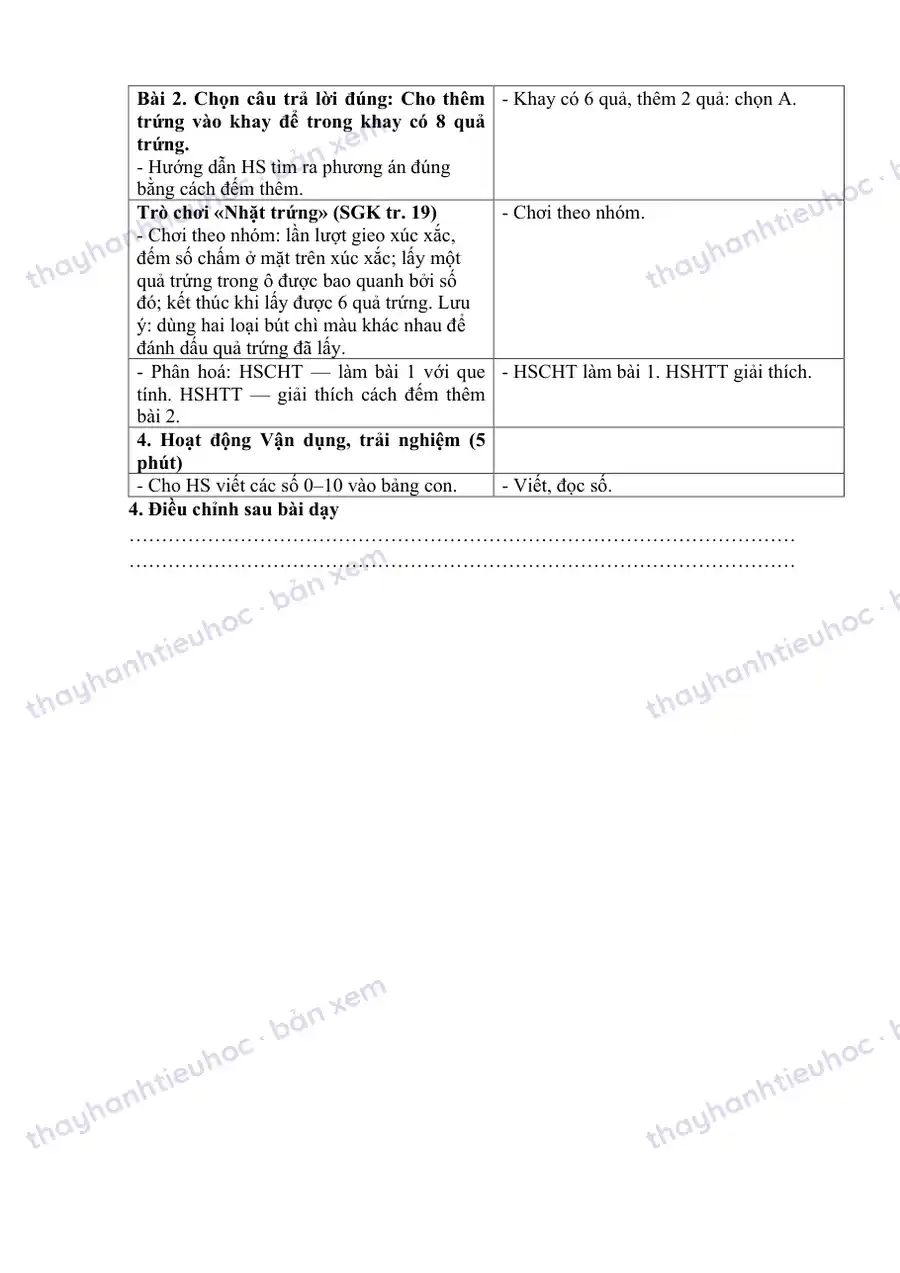 Bài 2. Chọn câu trả lời đúng: Cho thêm
trứng vào khay để trong khay có 8 quả
trứng.
- Hướng dẫn HS tìm ra phương án đúng
bằng cách đếm thêm.
- Khay có 6 quả, thêm 2 quả: chọn A.
Trò chơi «Nhặt trứng» (SGK tr. 19)
- Chơi theo nhóm: lần lượt gieo xúc xắc,
đếm số chấm ở mặt trên xúc xắc; lấy một
quả trứng trong ô được bao quanh bởi số
đó; kết thúc khi lấy được 6 quả trứng. Lưu
ý: dùng hai loại bút chì màu khác nhau để
đánh dấu quả trứng đã lấy.
- Chơi theo nhóm.
- Phân hoá: HSCHT — làm bài 1 với que
tính. HSHTT — giải thích cách đếm thêm
bài 2.
- HSCHT làm bài 1. HSHTT giải thích.
4. Hoạt động Vận dụng, trải nghiệm (5
phút)
- Cho HS viết các số 0–10 vào bảng con.
- Viết, đọc số.
4. Điều chỉnh sau bài dạy
……………………………………………………………………………………………
……………………………………………………………………………………………
thayhanhtieuhoc · bản xem
thayhanhtieuhoc · b
thayhanhtieuhoc · bản xem
thayhanhtieuhoc · b
thayhanhtieuhoc · bản xem
thayhanhtieuhoc · b